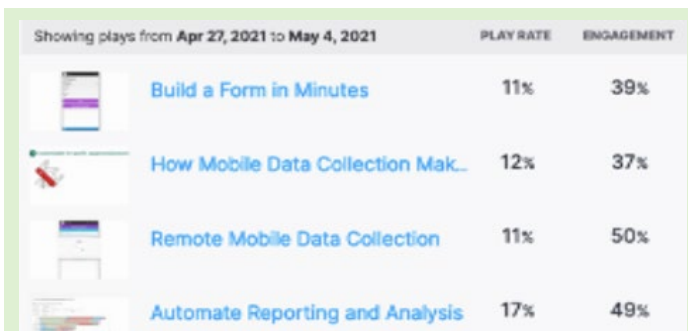 Showing plays from Apr 27, 2021 to May 4, 2021 PLAY RATE ENGAGEMENT
Build a Form in Minutes 11% 39%
How Mobile Data Collection Mak... 12% 37%
Remote Mobile Data Collection 11% 50%
Automate Reporting and Analysis 17% 49%